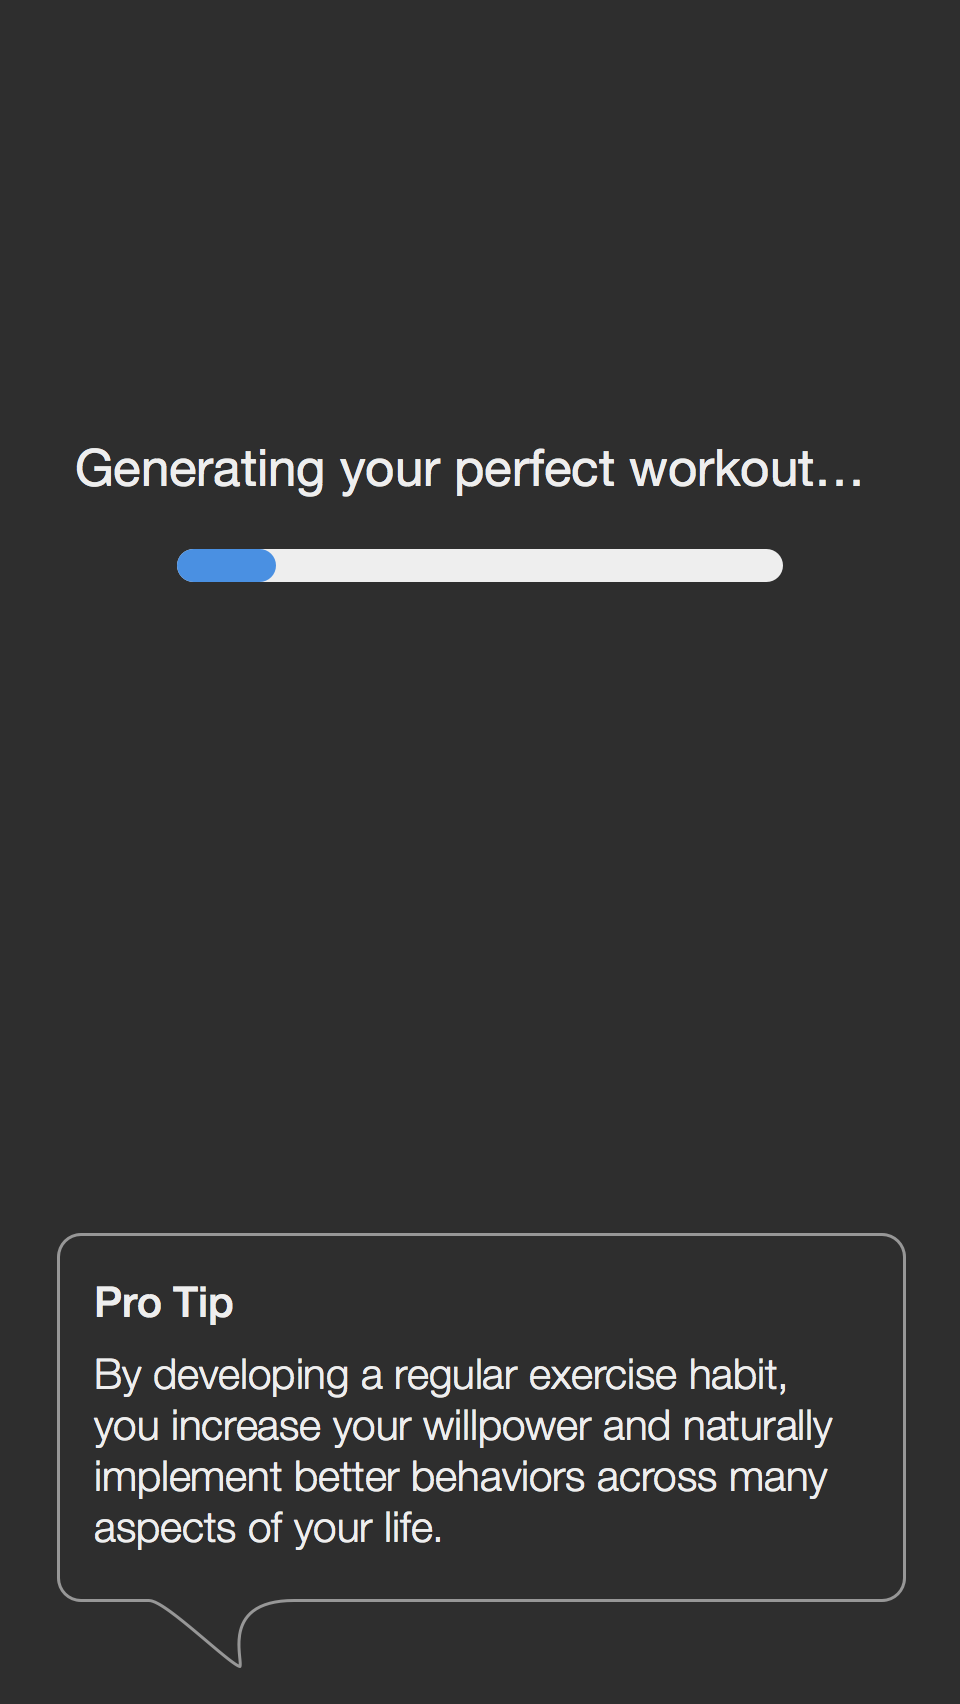 Generating your perfect workout...
Pro Tip
By developing a regular exercise habit,
you increase your willpower and naturally
implement better behaviors across many
aspects of your life.